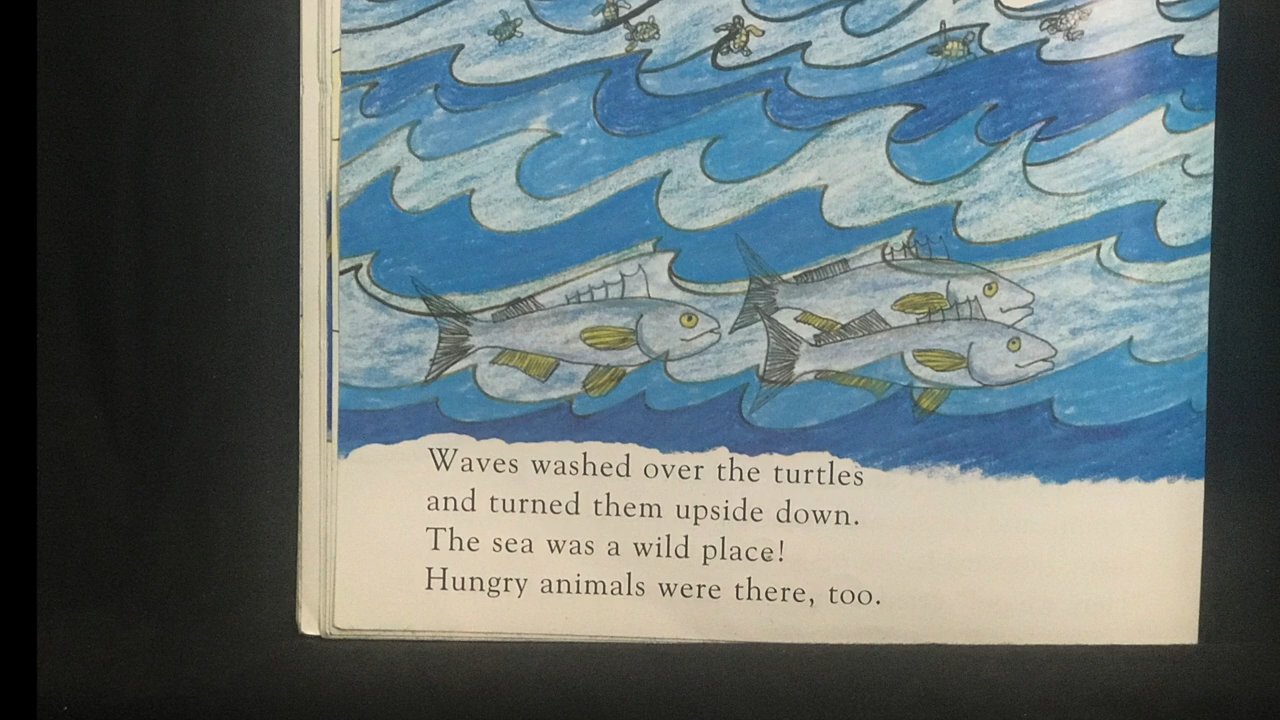 Waves washed over the turtles
and turned them upside down.
The sea was a wild place!
Hungry animals were there, too.